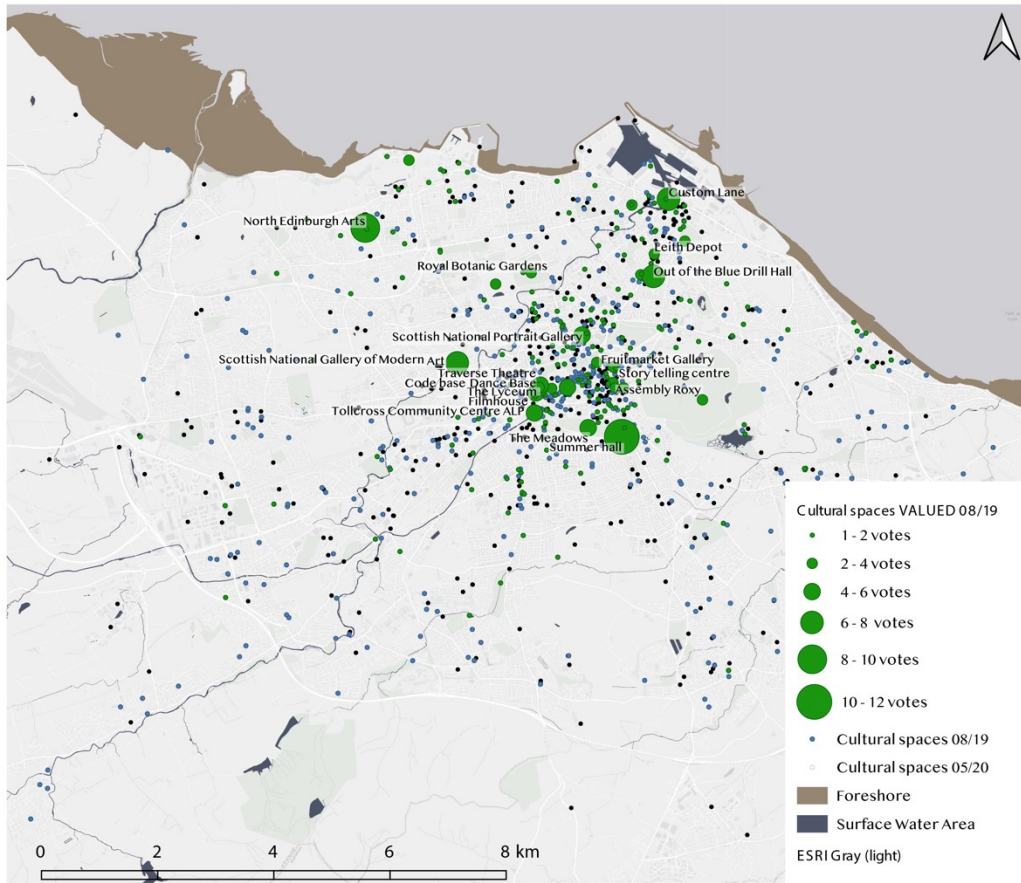 Custom Lane
North Edinburgh Arts
Leith Depot
Royal Botanic Gardens
Out of the Blue Drill Hall
Scottish National Portrait Gallery
Scottish National Gallery of Modern Art
Fruitmarket Gallery
Traverse Theatre
Story telling centre
Code base Dance Base
The Lyceum
Assembly Roxy
Filmhouse
Tollcross Community Centre ALP
The Meadows
Summer hall
Cultural spaces VALUED 08/19
1 - 2 votes
2 - 4 votes
4 - 6 votes
6 - 8 votes
8 - 10 votes
10 - 12 votes
Cultural spaces 08/19
Cultural spaces 05/20
Foreshore
Surface Water Area
ESRI Gray (light)
0 2 4 6 8 km